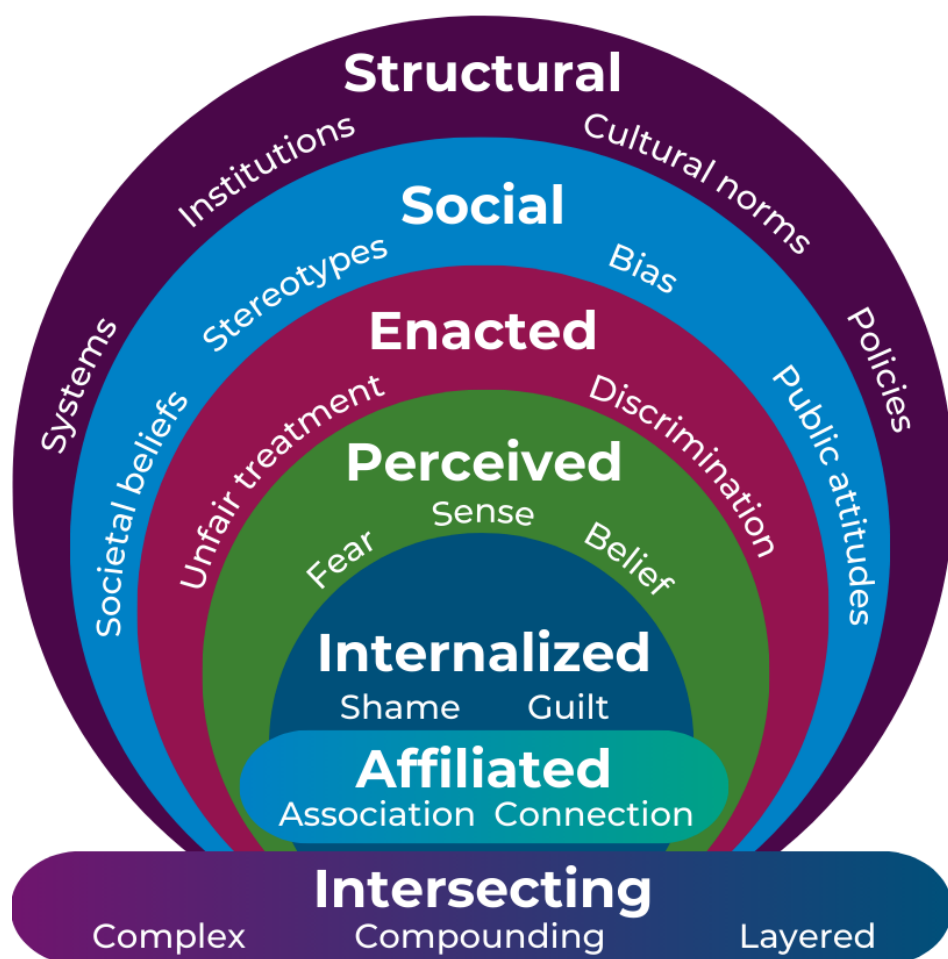 Structural
Institutions
Cultural norms
Systems
Policies
Social
Stereotypes
Bias
Societal beliefs
Public attitudes
Enacted
Unfair treatment
Discrimination
Perceived
Fear
Sense
Belief
Internalized
Shame Guilt
Affiliated
Association Connection
Intersecting
Complex Compounding Layered